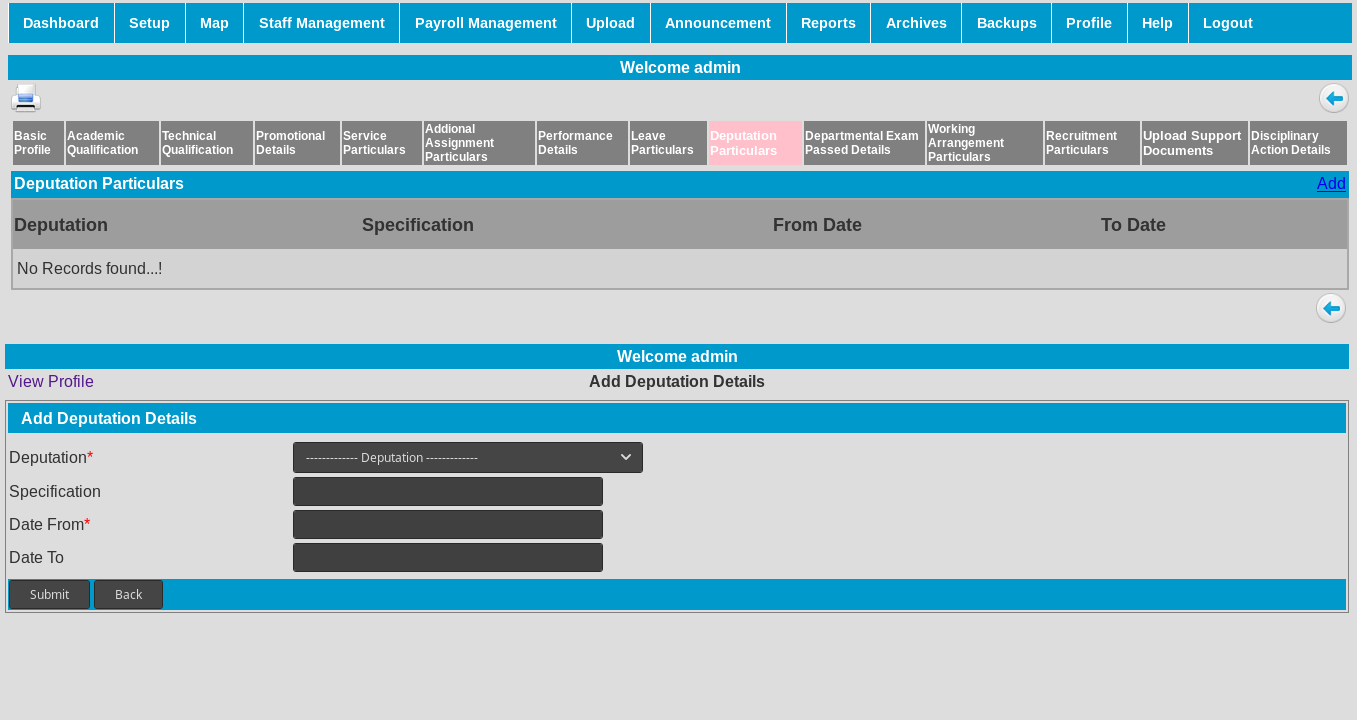 Dashboard Setup Map Staff Management Payroll Management Upload Announcement Reports Archives Backups Profile Help Logout
Welcome admin
Basic Profile
Academic Qualification
Technical Qualification
Promotional Details
Service Particulars
Addional Assignment Particulars
Performance Details
Leave Particulars
Deputation Particulars
Departmental Exam Passed Details
Working Arrangement Particulars
Recruitment Particulars
Upload Support Documents
Disciplinary Action Details
Deputation Particulars Add
Deputation Specification From Date To Date
No Records found...!
Welcome admin
View Profile Add Deputation Details
Add Deputation Details
Deputation* ------------- Deputation -------------
Specification
Date From*
Date To
Submit Back